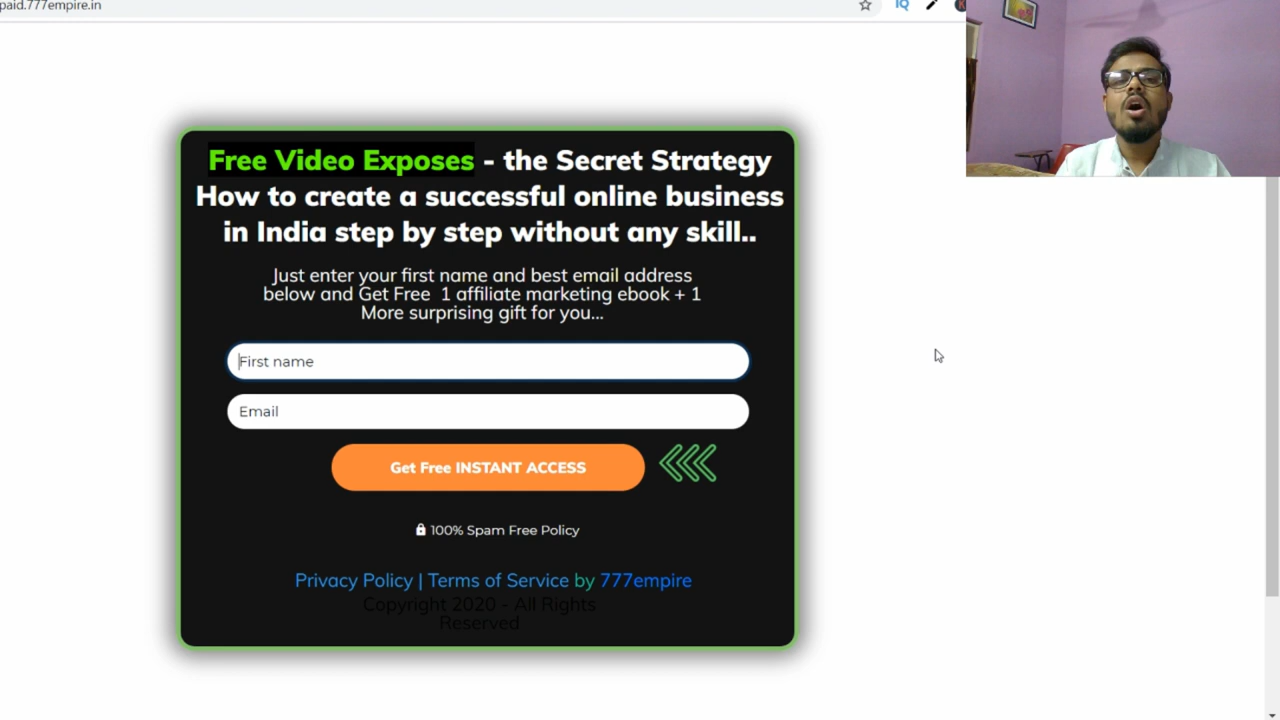 paid.777empire.in
IQ
Free Video Exposes - the Secret Strategy
How to create a successful online business
in India step by step without any skill..
Just enter your first name and best email address
below and Get Free 1 affiliate marketing ebook + 1
More surprising gift for you...
First name
Email
Get Free INSTANT ACCESS
100% Spam Free Policy
Privacy Policy | Terms of Service by 777empire
Copyright 2020 - All Rights
Reserved